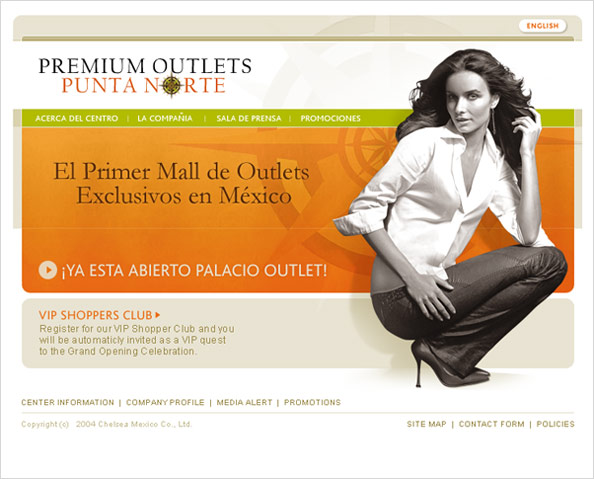 ENGLISH
PREMIUM OUTLETS
PUNTA NORTE
ACERCA DEL CENTRO | LA COMPAÑIA | SALA DE PRENSA | PROMOCIONES
El Primer Mall de Outlets
Exclusivos en México
¡YA ESTA ABIERTO PALACIO OUTLET!
VIP SHOPPERS CLUB
Register for our VIP Shopper Club and you
will be automaticly invited as a VIP quest
to the Grand Opening Celebration.
CENTER INFORMATION | COMPANY PROFILE | MEDIA ALERT | PROMOTIONS
Copyright (c) 2004 Chelsea Mexico Co., Ltd.
SITE MAP | CONTACT FORM | POLICIES